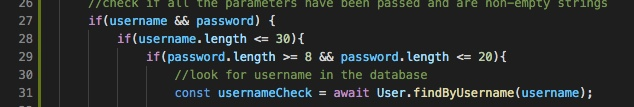 26 //check if all the parameters have been passed and are non-empty strings
27 if(username && password) {
28 if(username.length <= 30){
29 if(password.length >= 8 && password.length <= 20){
30 //look for username in the database
31 const usernameCheck = await User.findByUsername(username);